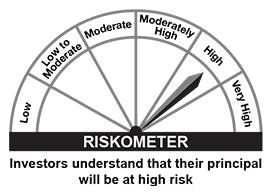 Low
Low to
Moderate
Moderate
Moderately
High
High
Very High
RISKOMETER
Investors understand that their principal
will be at high risk